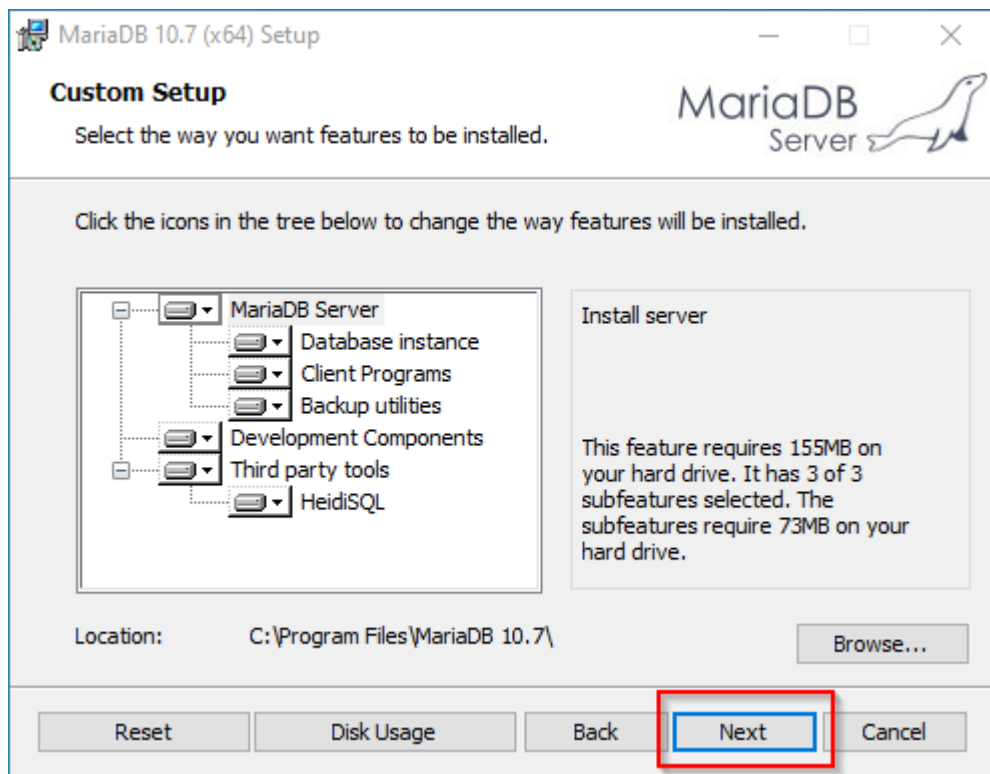 MariaDB 10.7 (x64) Setup
Custom Setup
Select the way you want features to be installed.
MariaDB
Server
Click the icons in the tree below to change the way features will be installed.
MariaDB Server
Database instance
Client Programs
Backup utilities
Development Components
Third party tools
HeidiSQL
Install server
This feature requires 155MB on
your hard drive. It has 3 of 3
subfeatures selected. The
subfeatures require 73MB on your
hard drive.
Location: C:\Program Files\MariaDB 10.7\
Browse...
Reset Disk Usage Back Next Cancel